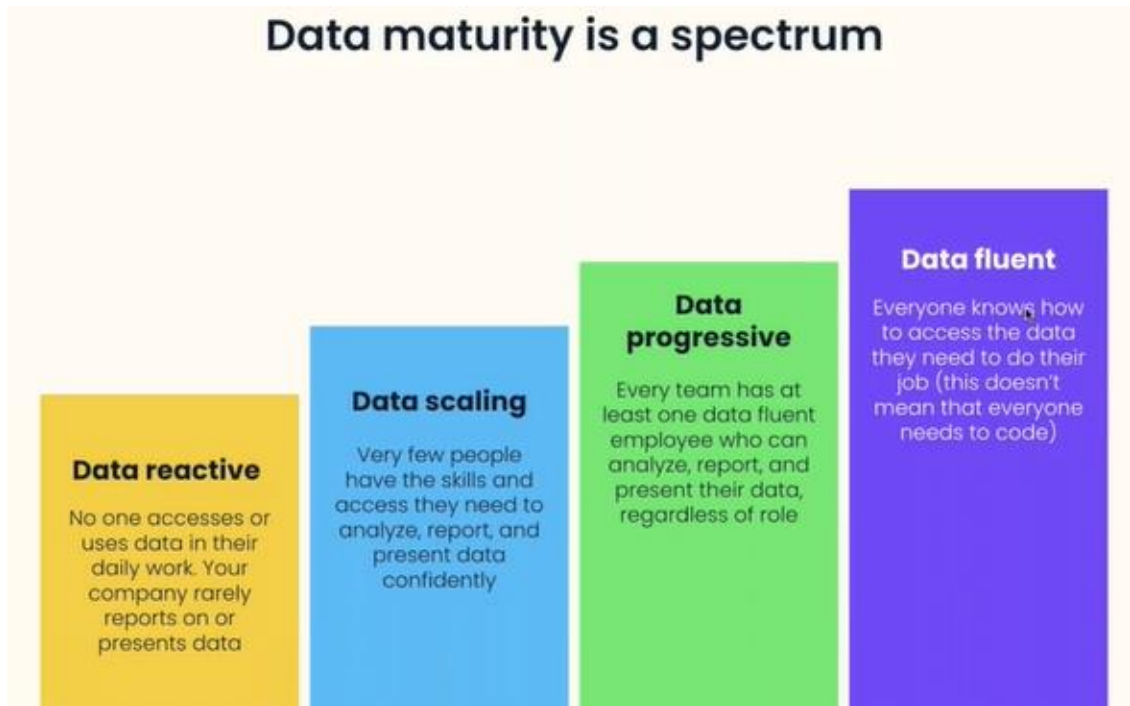 Data maturity is a spectrum
Data reactive
No one accesses or
uses data in their
daily work. Your
company rarely
reports on or
presents data
Data scaling
Very few people
have the skills and
access they need to
analyze, report, and
present data
confidently
Data
progressive
Every team has at
least one data fluent
employee who can
analyze, report, and
present their data,
regardless of role
Data fluent
Everyone knows how
to access the data
they need to do their
job (this doesn't
mean that everyone
needs to code)